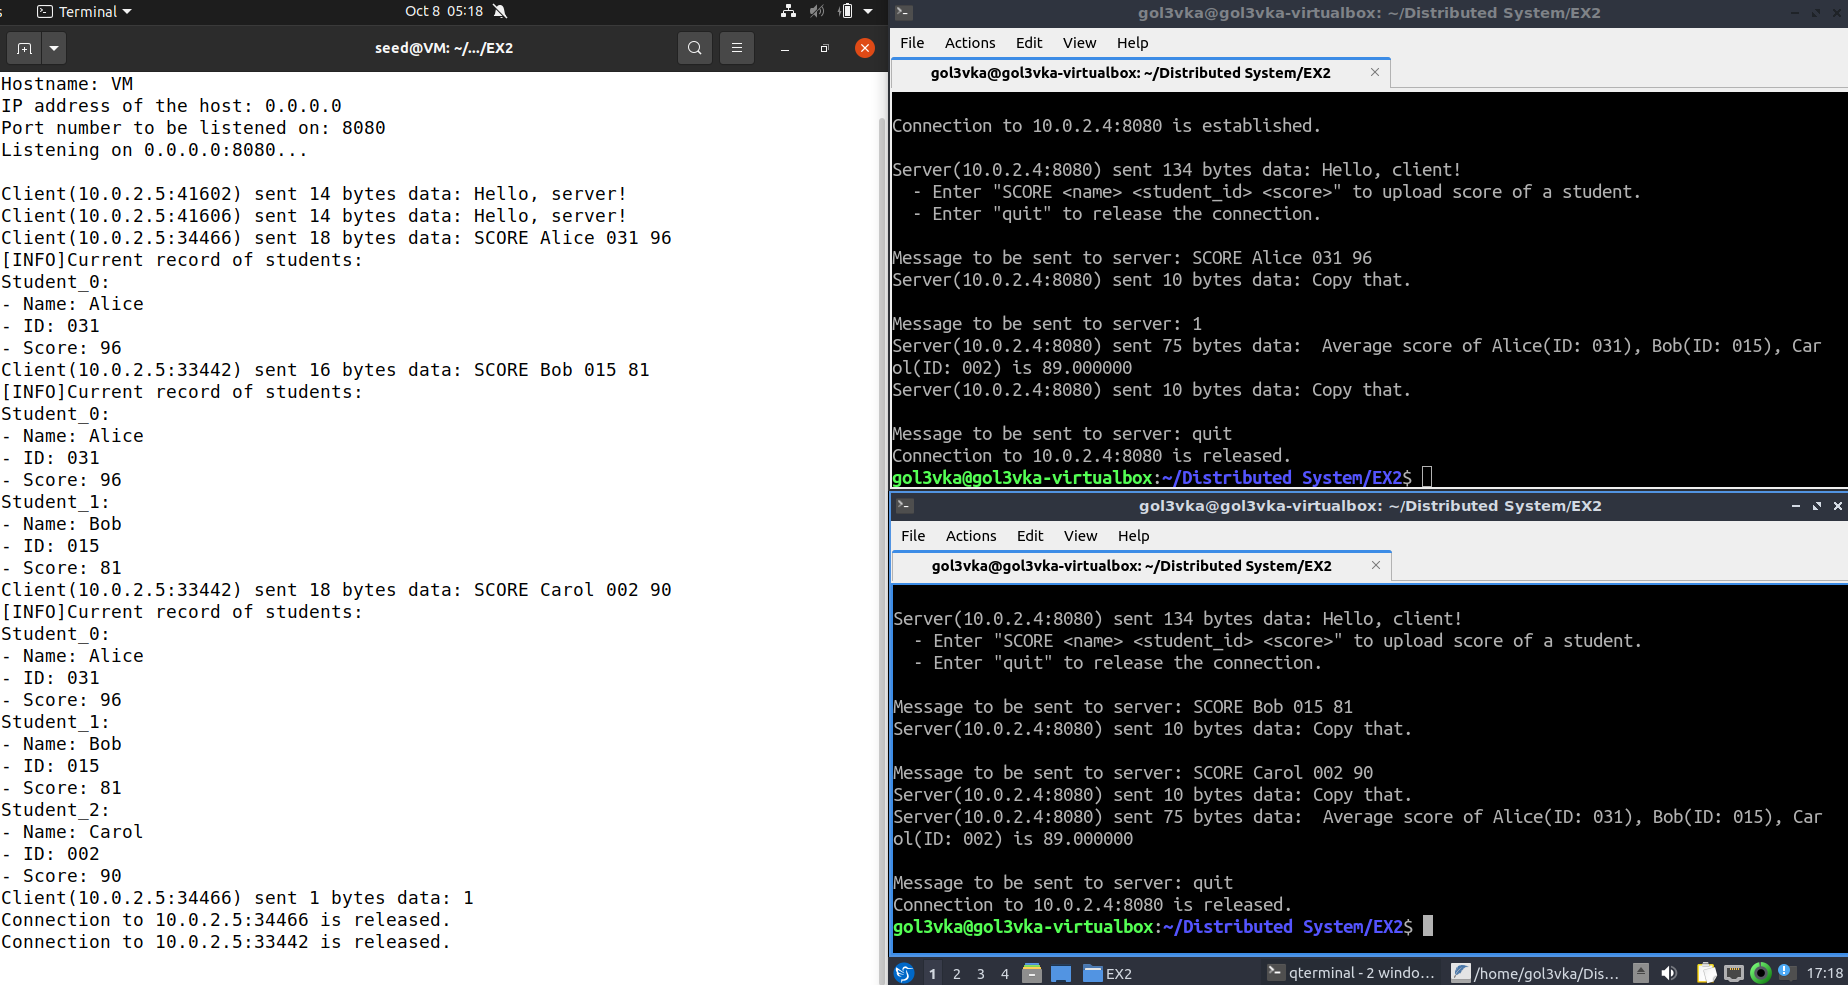 Terminal
Oct 8 05:18
seed@VM: ~/.../EX2
Hostname: VM
IP address of the host: 0.0.0.0
Port number to be listened on: 8080
Listening on 0.0.0.0:8080...
Client(10.0.2.5:41602) sent 14 bytes data: Hello, server!
Client(10.0.2.5:41606) sent 14 bytes data: Hello, server!
Client(10.0.2.5:34466) sent 18 bytes data: SCORE Alice 031 96
[INFO]Current record of students:
Student_0:
- Name: Alice
- ID: 031
- Score: 96
Client(10.0.2.5:33442) sent 16 bytes data: SCORE Bob 015 81
[INFO]Current record of students:
Student_0:
- Name: Alice
- ID: 031
- Score: 96
Student_1:
- Name: Bob
- ID: 015
- Score: 81
Client(10.0.2.5:33442) sent 18 bytes data: SCORE Carol 002 90
[INFO]Current record of students:
Student_0:
- Name: Alice
- ID: 031
- Score: 96
Student_1:
- Name: Bob
- ID: 015
- Score: 81
Student_2:
- Name: Carol
- ID: 002
- Score: 90
Client(10.0.2.5:34466) sent 1 bytes data: 1
Connection to 10.0.2.5:34466 is released.
Connection to 10.0.2.5:33442 is released.
gol3vka@gol3vka-virtualbox: ~/Distributed System/EX2
File Actions Edit View Help
gol3vka@gol3vka-virtualbox: ~/Distributed System/EX2
Connection to 10.0.2.4:8080 is established.
Server(10.0.2.4:8080) sent 134 bytes data: Hello, client!
- Enter "SCORE <name> <student_id> <score>" to upload score of a student.
- Enter "quit" to release the connection.
Message to be sent to server: SCORE Alice 031 96
Server(10.0.2.4:8080) sent 10 bytes data: Copy that.
Message to be sent to server: 1
Server(10.0.2.4:8080) sent 75 bytes data:  Average score of Alice(ID: 031), Bob(ID: 015), Car
ol(ID: 002) is 89.000000
Server(10.0.2.4:8080) sent 10 bytes data: Copy that.
Message to be sent to server: quit
Connection to 10.0.2.4:8080 is released.
gol3vka@gol3vka-virtualbox:~/Distributed System/EX2$
gol3vka@gol3vka-virtualbox: ~/Distributed System/EX2
File Actions Edit View Help
gol3vka@gol3vka-virtualbox: ~/Distributed System/EX2
Server(10.0.2.4:8080) sent 134 bytes data: Hello, client!
- Enter "SCORE <name> <student_id> <score>" to upload score of a student.
- Enter "quit" to release the connection.
Message to be sent to server: SCORE Bob 015 81
Server(10.0.2.4:8080) sent 10 bytes data: Copy that.
Message to be sent to server: SCORE Carol 002 90
Server(10.0.2.4:8080) sent 10 bytes data: Copy that.
Server(10.0.2.4:8080) sent 75 bytes data:  Average score of Alice(ID: 031), Bob(ID: 015), Car
ol(ID: 002) is 89.000000
Message to be sent to server: quit
Connection to 10.0.2.4:8080 is released.
gol3vka@gol3vka-virtualbox:~/Distributed System/EX2$
1 2 3 4 EX2 qterminal - 2 windo... /home/gol3vka/Dis... 17:18